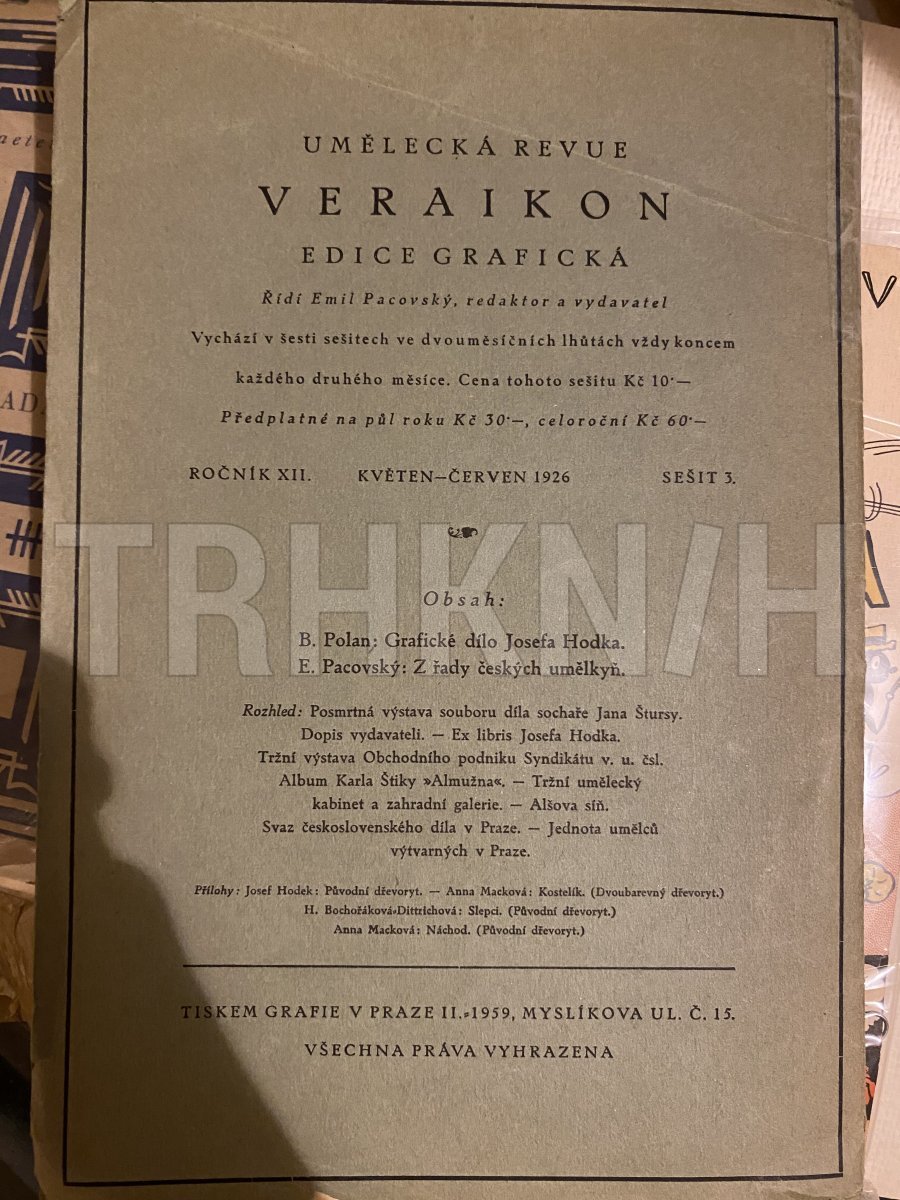 UMĚLECKÁ REVUE
VERAIKON
EDICE GRAFICKÁ
Řídí Emil Pacovský, redaktor a vydavatel
Vychází v šesti sešitech ve dvouměsíčních lhůtách vždy koncem
každého druhého měsíce. Cena tohoto sešitu Kč 10·—
Předplatné na půl roku Kč 30·—, celoroční Kč 60·—
ROČNÍK XII. KVĚTEN—ČERVEN 1926 SEŠIT 3.
TRHKN/H
Obsah:
B. Polan: Grafické dílo Josefa Hodka.
E. Pacovský: Z řady českých umělkyň.
Rozhled: Posmrtná výstava souboru díla sochaře Jana Štursy.
Dopis vydavateli. — Ex libris Josefa Hodka.
Tržní výstava Obchodního podniku Syndikátu v. u. čsl.
Album Karla Štiky »Almužna«. — Tržní umělecký
kabinet a zahradní galerie. — Alšova síň.
Svaz československého díla v Praze. — Jednota umělců
výtvarných v Praze.
Přílohy: Josef Hodek: Původní dřevoryt. — Anna Macková: Kostelík. (Dvoubarevný dřevoryt.)
H. Bochořáková-Dittrichová: Slepci. (Původní dřevoryt.)
Anna Macková: Náchod. (Původní dřevoryt.)
TISKEM GRAFIE V PRAZE II.-1959, MYSLÍKOVA UL. Č. 15.
VŠECHNA PRÁVA VYHRAZENA